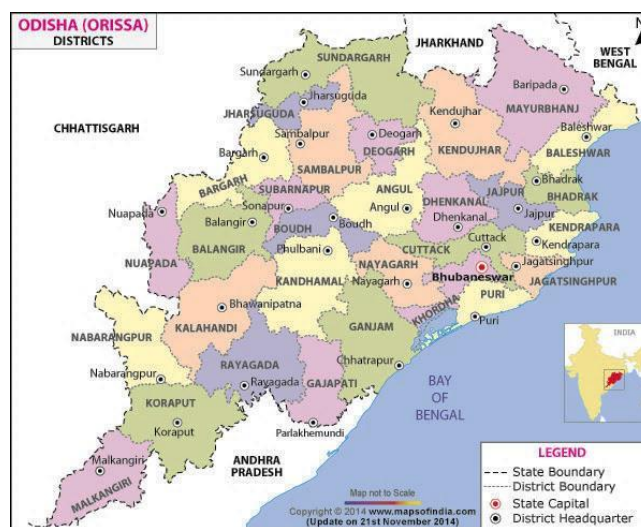 ODISHA (ORISSA)
DISTRICTS
N
JHARKHAND
WEST
BENGAL
CHHATTISGARH
SUNDARGARH
Sundargarh
Jharsuguda
JHARSUGUDA
Sambalpur
SAMBALPUR
Bargarh
BARGARH
Deogarh
DEOGARH
Kendujhar
KENDUJHAR
Baripada
MAYURBHANJ
Baleshwar
BALESHWAR
Bhadrak
BHADRAK
SUBARNAPUR
Sonapur
Nuapada
NUAPADA
Balangir
BALANGIR
BOUDH
Boudh
ANGUL
Angul
DHENKANAL
Dhenkanal
JAJPUR
Jajpur
KENDRAPARA
Kendrapara
CUTTACK
Cuttack
Jagatsinghpur
JAGATSINGHPUR
Bhubaneswar
Phulbani
KANDHAMAL
NAYAGARH
Nayagarh
KHORDHA
PURI
Puri
Bhawanipatna
KALAHANDI
GANJAM
Chhatrapur
NABARANGPUR
Nabarangpur
RAYAGADA
Rayagada
GAJAPATI
Parlakhemundi
KORAPUT
Koraput
Malkangiri
MALKANGIRI
ANDHRA
PRADESH
BAY
OF
BENGAL
INDIA
LEGEND
State Boundary
District Boundary
State Capital
District Headquarter
Map not to Scale
Copyright © 2014 www.mapsofindia.com
(Update on 21st November 2014)